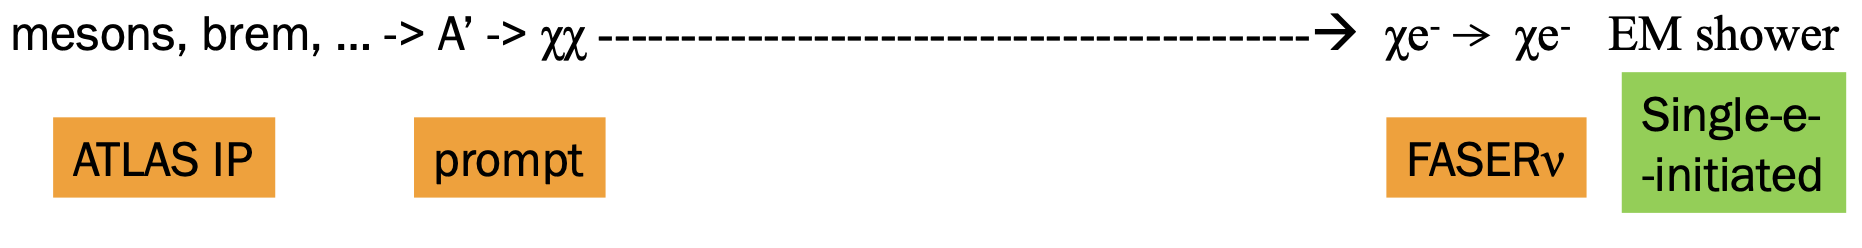 mesons, brem, ... -> A’ -> χχ -------------------------------------------→ χe⁻ → χe⁻ EM shower
ATLAS IP
prompt
FASERν
Single-e-
-initiated